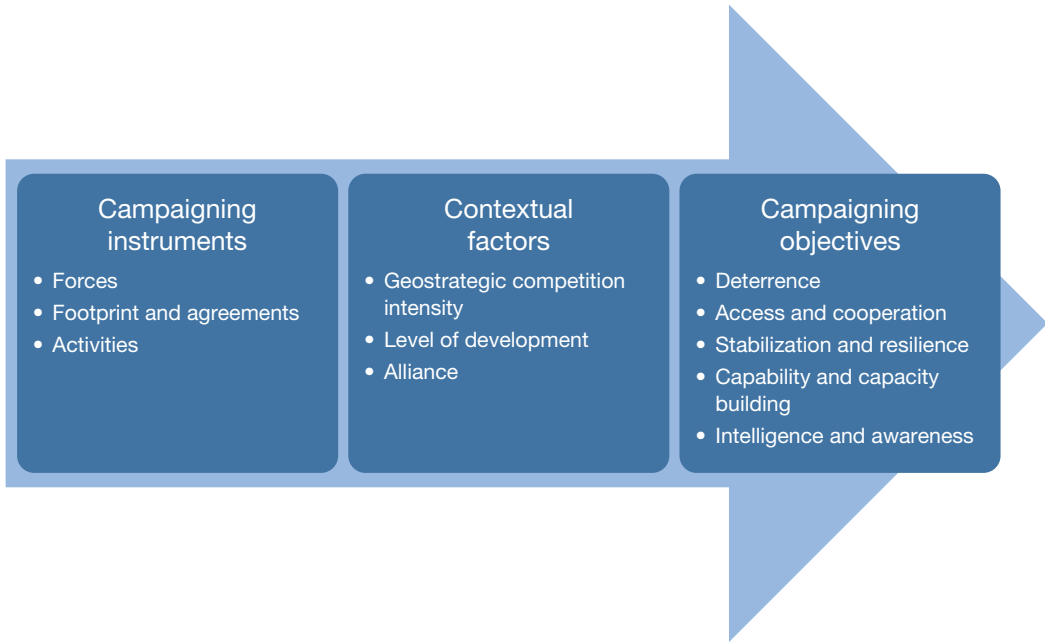 Campaigning
instruments
• Forces
• Footprint and agreements
• Activities
Contextual
factors
• Geostrategic competition
intensity
• Level of development
• Alliance
Campaigning
objectives
• Deterrence
• Access and cooperation
• Stabilization and resilience
• Capability and capacity
building
• Intelligence and awareness